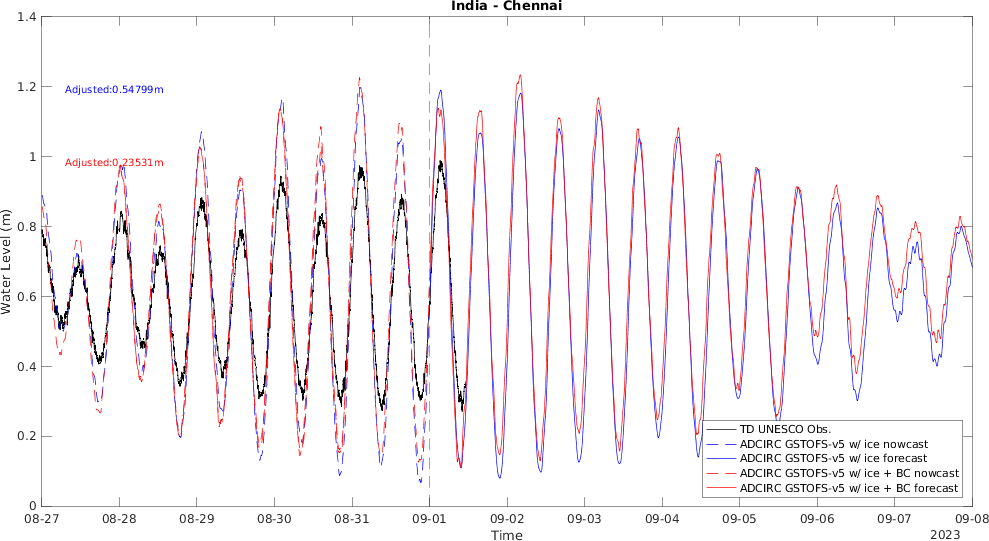 India - Chennai
1.4
1.2
1
0.8
0.6
0.4
0.2
0
Water Level (m)
Adjusted:0.54799m
Adjusted:0.23531m
TD UNESCO Obs.
ADCIRC GSTOFS-v5 w/ ice nowcast
ADCIRC GSTOFS-v5 w/ ice forecast
ADCIRC GSTOFS-v5 w/ ice + BC nowcast
ADCIRC GSTOFS-v5 w/ ice + BC forecast
08-27 08-28 08-29 08-30 08-31 09-01 09-02 09-03 09-04 09-05 09-06 09-07 09-08
Time
2023